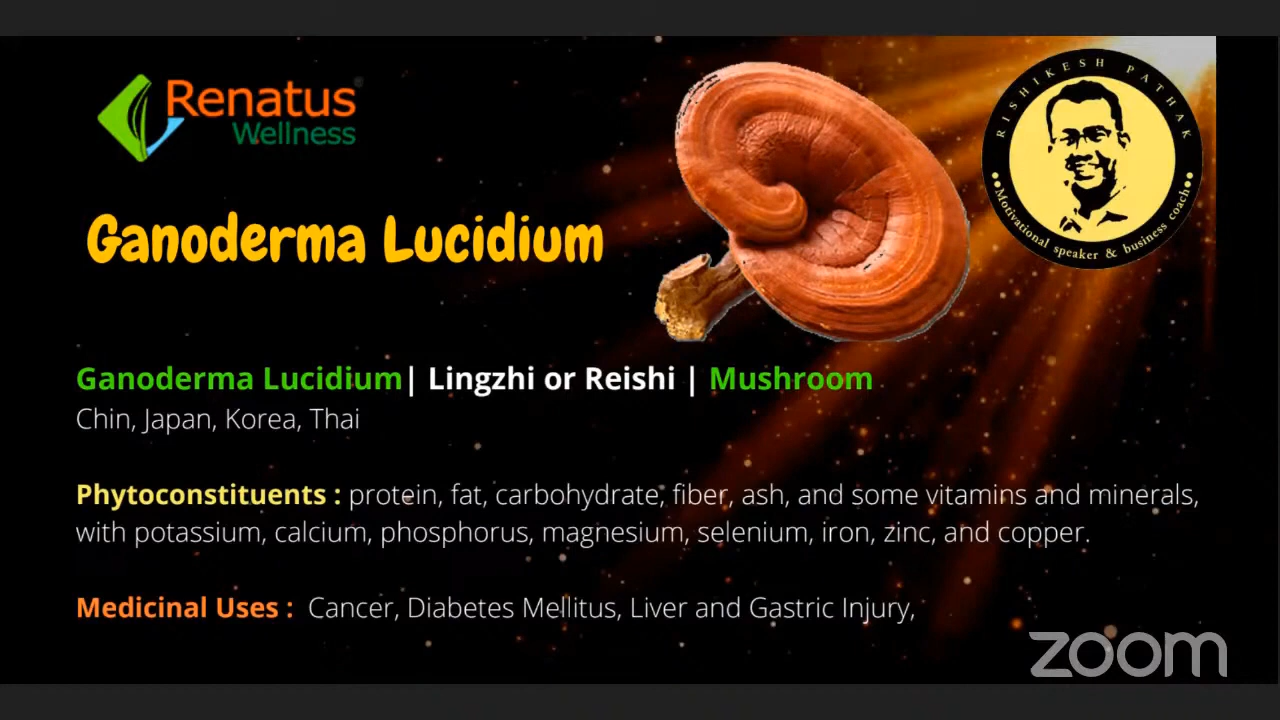 Renatus
Wellness
RISHIKESH PATHAK
Motivational speaker & business coach
Ganoderma Lucidium
Ganoderma Lucidium| Lingzhi or Reishi | Mushroom
Chin, Japan, Korea, Thai
Phytoconstituents : protein, fat, carbohydrate, fiber, ash, and some vitamins and minerals,
with potassium, calcium, phosphorus, magnesium, selenium, iron, zinc, and copper.
Medicinal Uses : Cancer, Diabetes Mellitus, Liver and Gastric Injury,
zoom